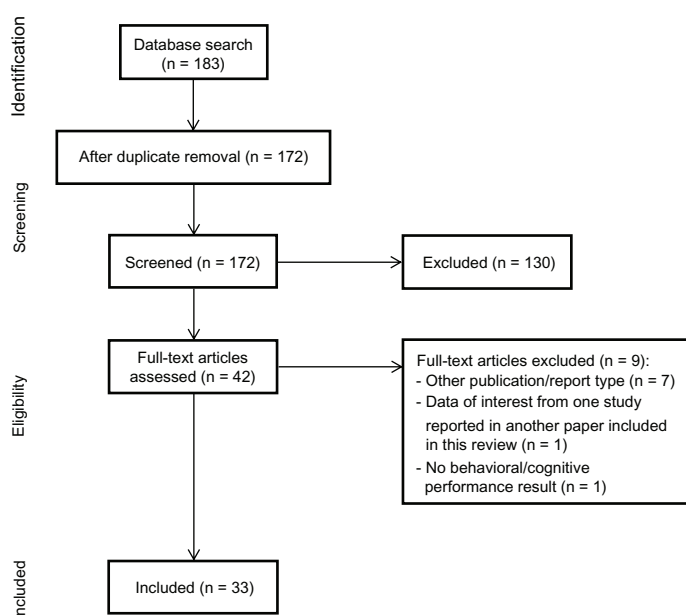 Identification
Database search
(n = 183)
After duplicate removal (n = 172)
Screening
Screened (n = 172)
Excluded (n = 130)
Eligibility
Full-text articles
assessed (n = 42)
Full-text articles excluded (n = 9):
- Other publication/report type (n = 7)
- Data of interest from one study
reported in another paper included
in this review (n = 1)
- No behavioral/cognitive
performance result (n = 1)
Included
Included (n = 33)